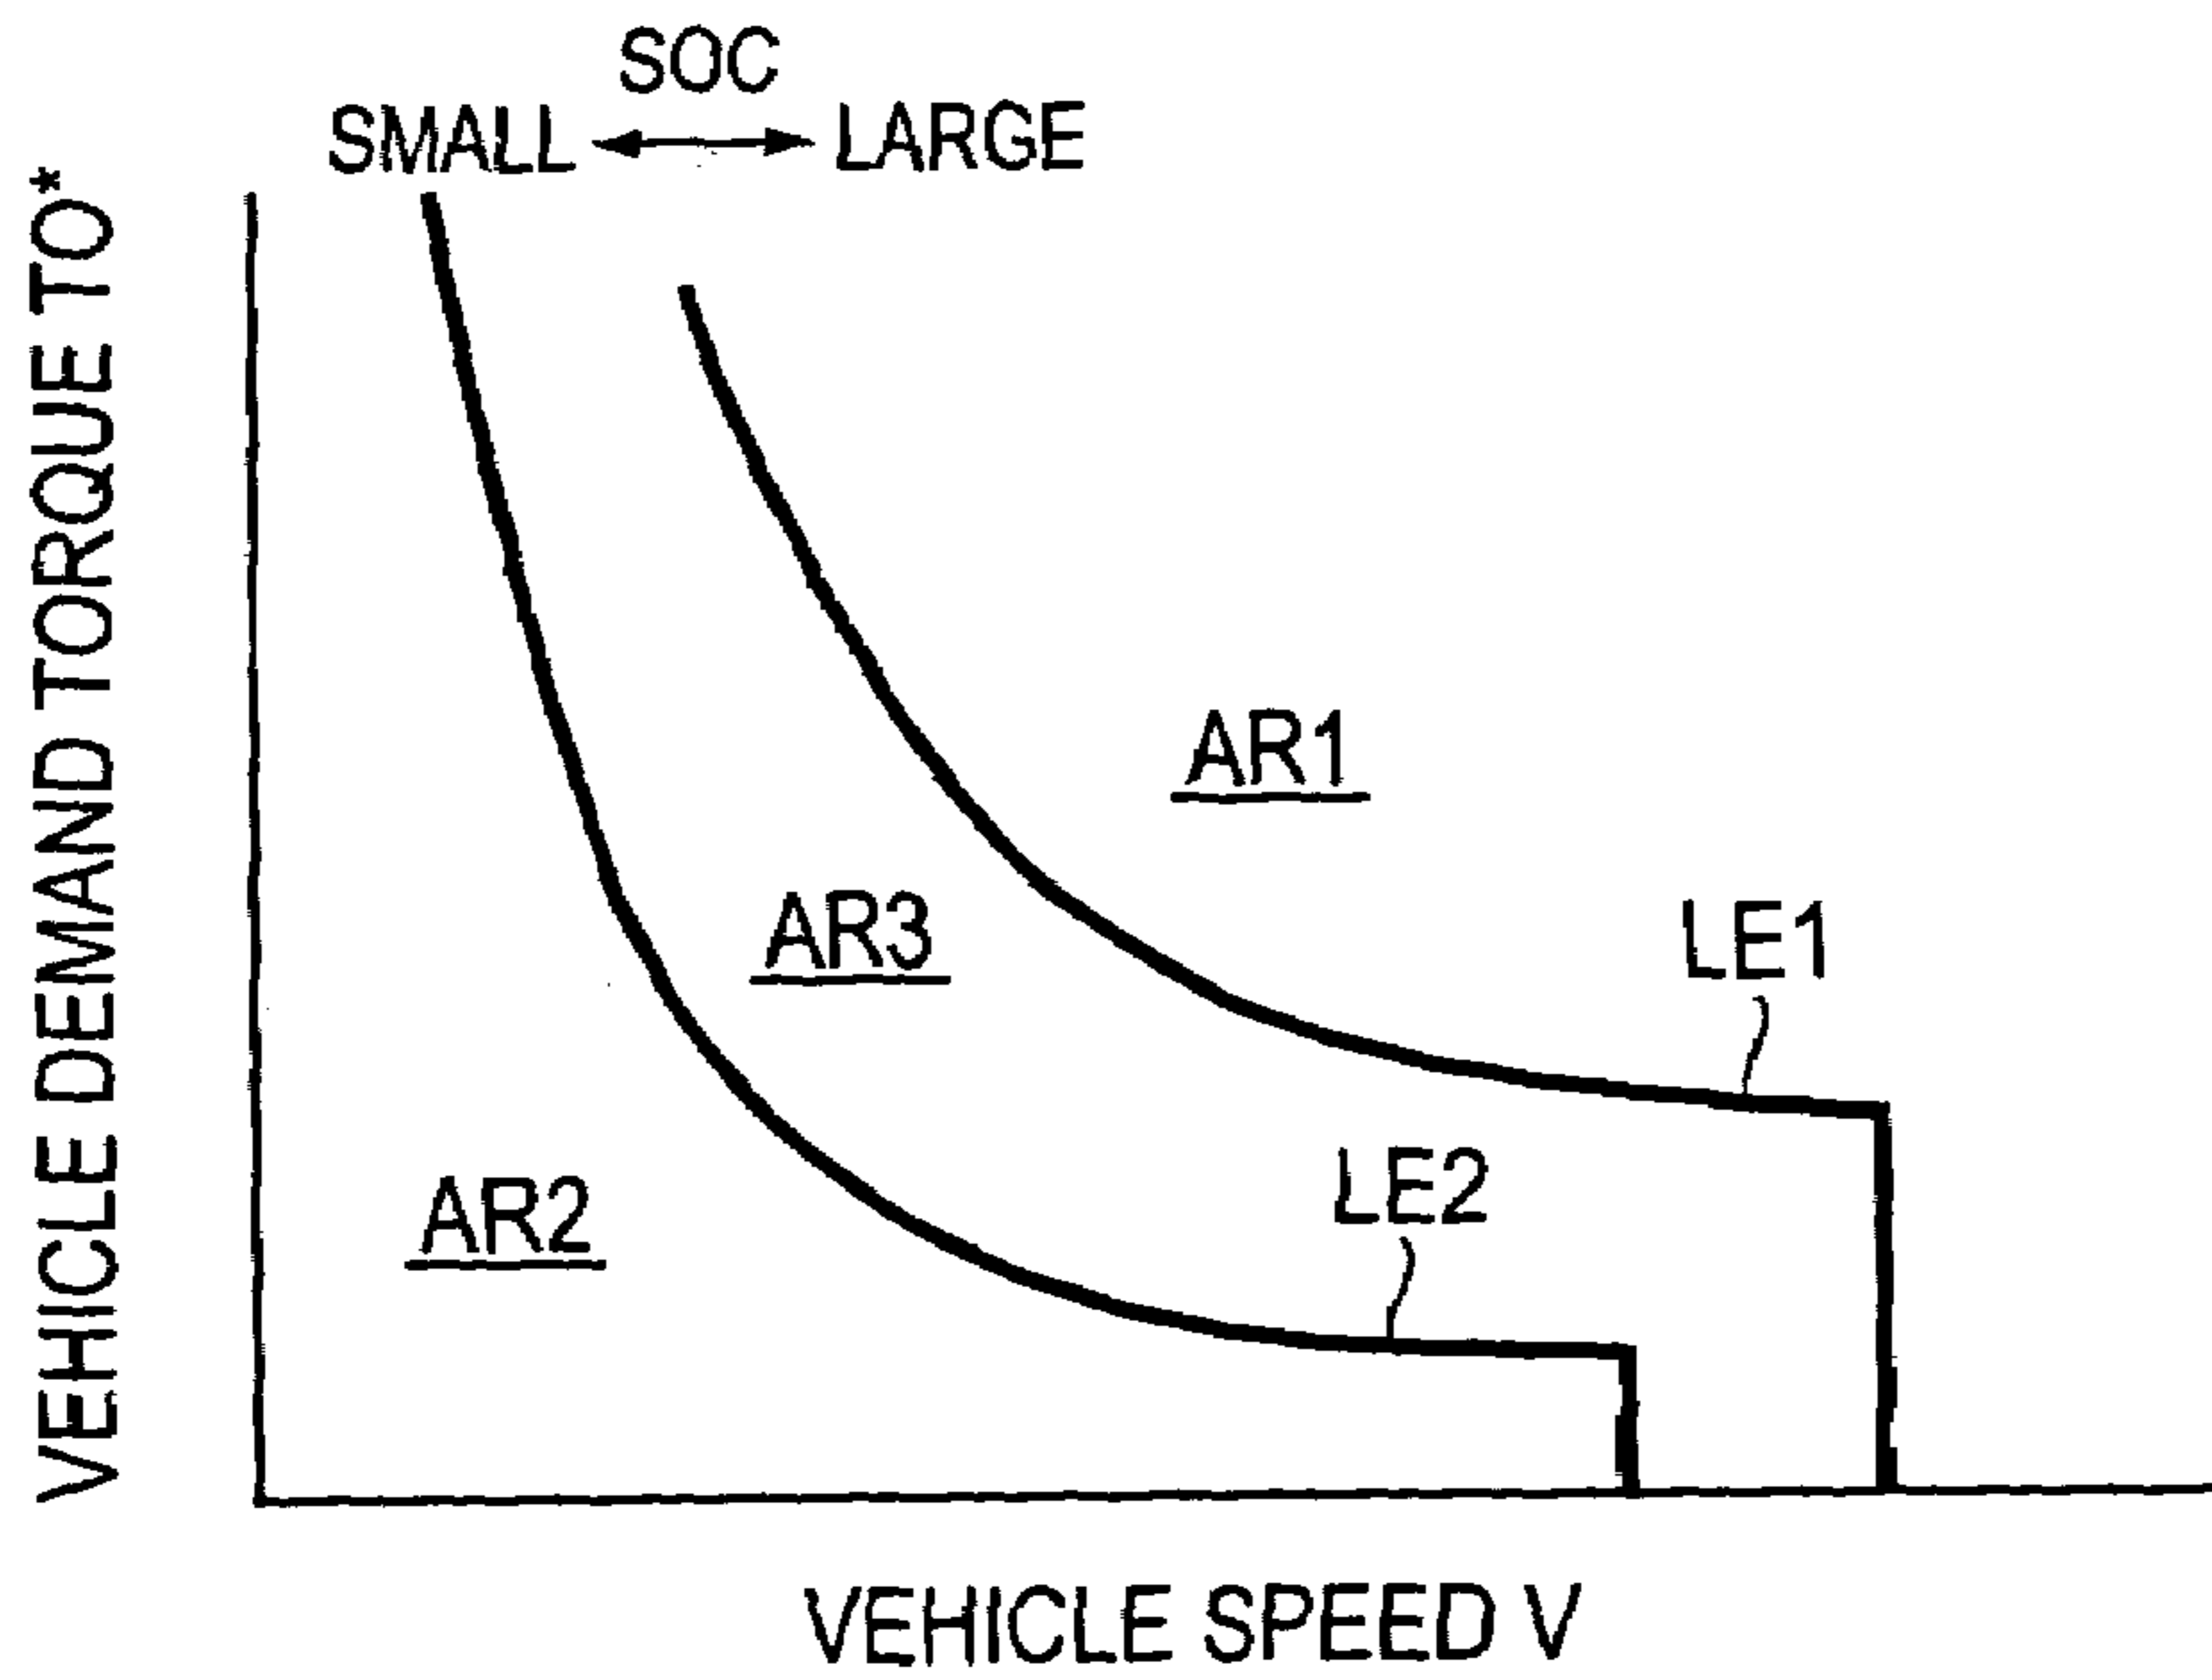 SOC
SMALL LARGE
VEHICLE DEMAND TORQUE TO*
AR1
AR3
LE1
LE2
AR2
VEHICLE SPEED V